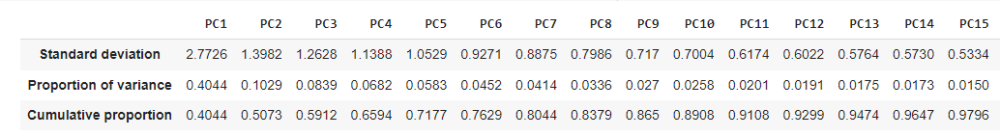 PC1 PC2 PC3 PC4 PC5 PC6 PC7 PC8 PC9 PC10 PC11 PC12 PC13 PC14 PC15
Standard deviation 2.7726 1.3982 1.2628 1.1388 1.0529 0.9271 0.8875 0.7986 0.717 0.7004 0.6174 0.6022 0.5764 0.5730 0.5334
Proportion of variance 0.4044 0.1029 0.0839 0.0682 0.0583 0.0452 0.0414 0.0336 0.027 0.0258 0.0201 0.0191 0.0175 0.0173 0.0150
Cumulative proportion 0.4044 0.5073 0.5912 0.6594 0.7177 0.7629 0.8044 0.8379 0.865 0.8908 0.9108 0.9299 0.9474 0.9647 0.9796